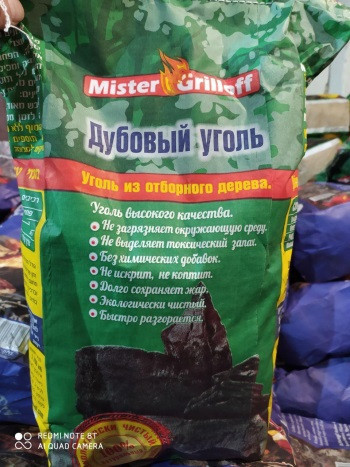 Mister Grilloff
Дубовый уголь
Уголь из отборного дерева.
Уголь высокого качества.
Не загрязняет окружающую среду.
Не выделяет токсический запах.
Без химических добавок.
Не искрит, не коптит.
Долго сохраняет жар.
Экологически чистый.
Быстро разгорается.
чистый
REDMI NOTE 8T
AI QUAD CAMERA